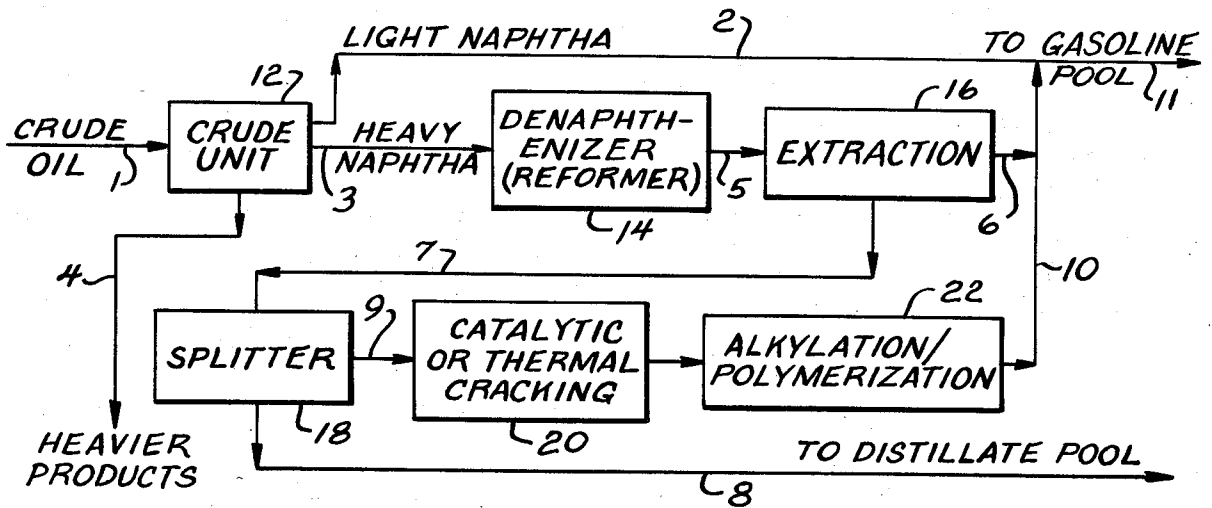 LIGHT NAPHTHA
2
TO GASOLINE
POOL
11
12
16
CRUDE
OIL
1
CRUDE
UNIT
HEAVY
NAPHTHA
3
DENAPHTH-
ENIZER
(REFORMER)
5
EXTRACTION
6
14
4
7
10
9
22
SPLITTER
CATALYTIC
OR THERMAL
CRACKING
ALKYLATION/
POLYMERIZATION
18
20
HEAVIER
PRODUCTS
TO DISTILLATE POOL
8